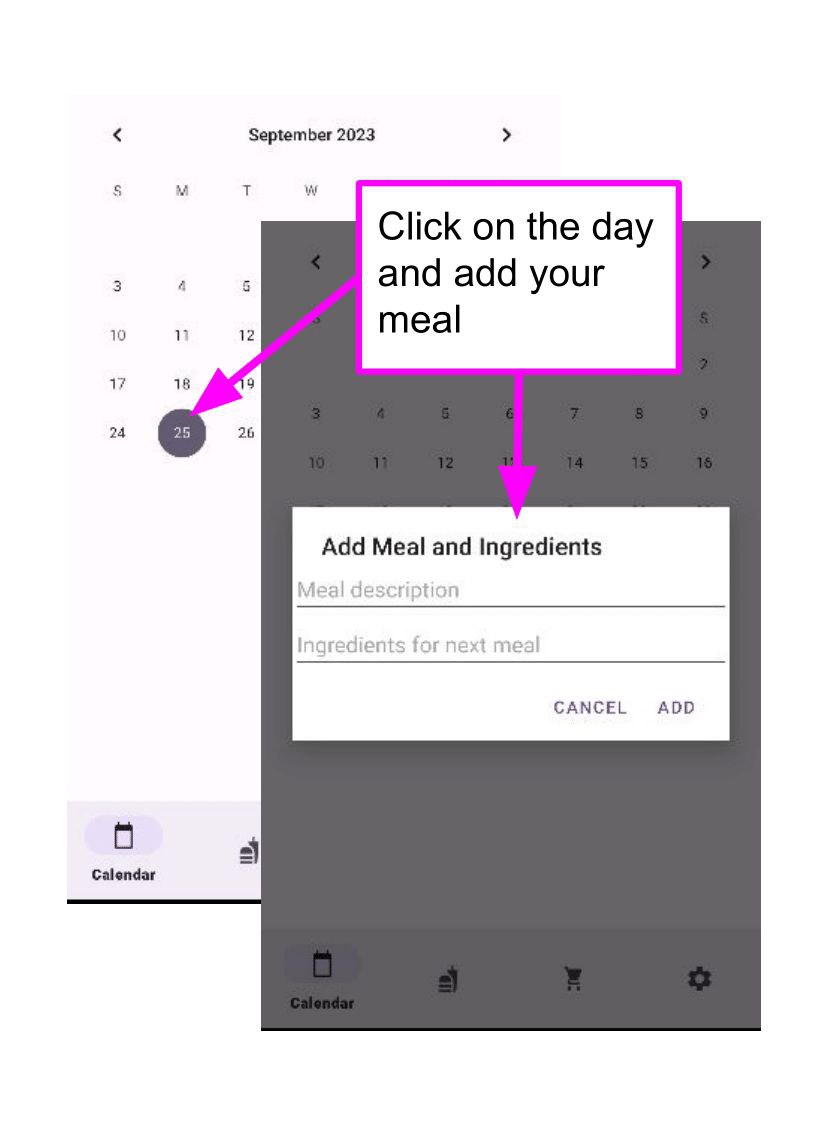 September 2023
S M T W
3 4 5
10 11 12
17 18 19
24 25 26
Calendar
Click on the day
and add your
meal
S
2
3 4 5 6 7 8 9
10 11 12 13 14 15 16
Add Meal and Ingredients
Meal description
Ingredients for next meal
CANCEL ADD
Calendar